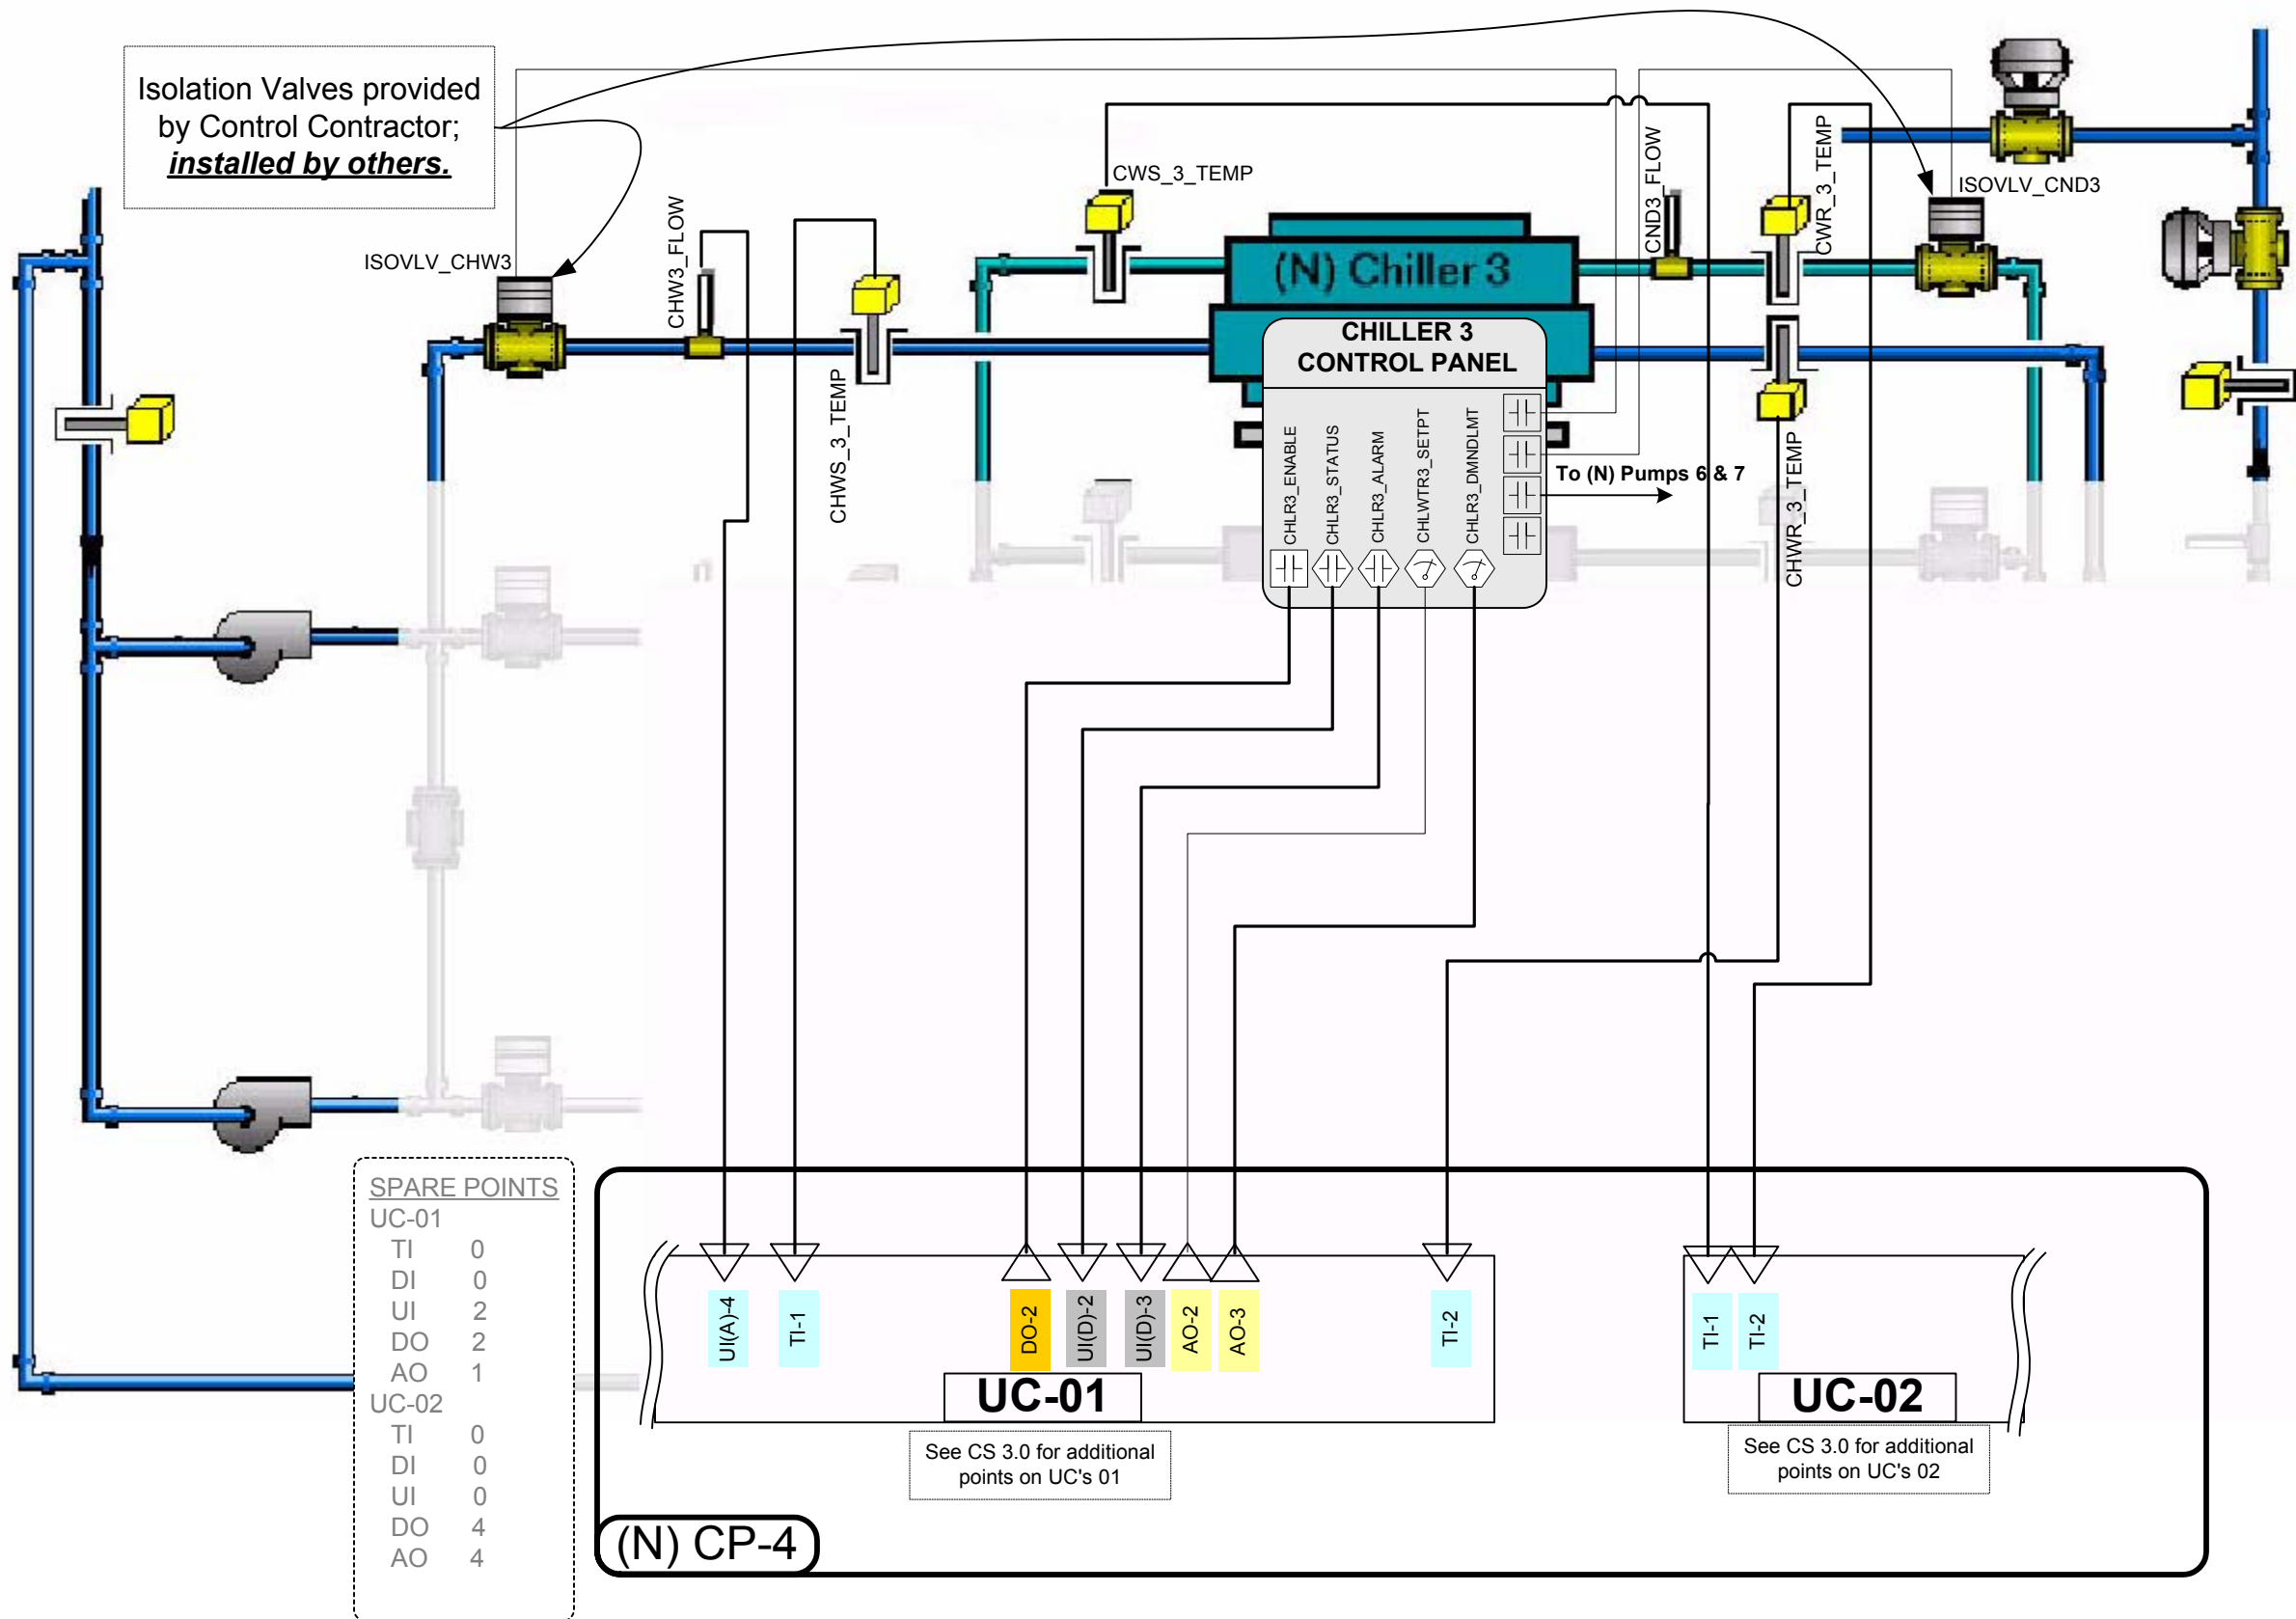 Isolation Valves provided
by Control Contractor;
installed by others.
ISOVLV_CHW3
CHW3_FLOW
CHWS_3_TEMP
CWS_3_TEMP
(N) Chiller 3
CND3_FLOW
CWR_3_TEMP
ISOVLV_CND3
CHILLER 3
CONTROL PANEL
CHLR3_ENABLE
CHLR3_STATUS
CHLR3_ALARM
CHLWTR3_SETPT
CHLR3_DMNDLMT
To (N) Pumps 6 & 7
CHWR_3_TEMP
SPARE POINTS
UC-01
TI 0
DI 0
UI 2
DO 2
AO 1
UC-02
TI 0
DI 0
UI 0
DO 4
AO 4
UI(A)-4
TI-1
DO-2
UI(D)-2
UI(D)-3
AO-2
AO-3
TI-2
UC-01
See CS 3.0 for additional
points on UC's 01
TI-1
TI-2
UC-02
See CS 3.0 for additional
points on UC's 02
(N) CP-4